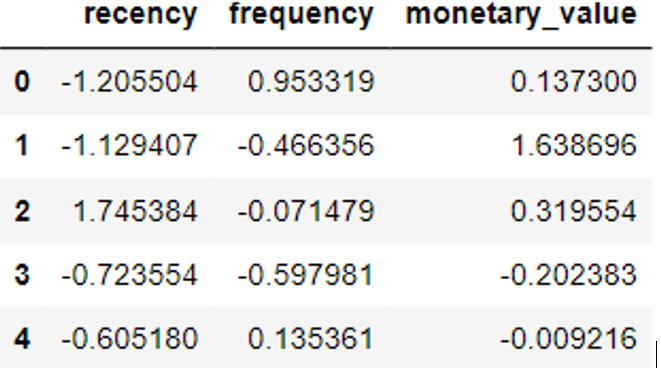 recency frequency monetary_value
0 -1.205504 0.953319 0.137300
1 -1.129407 -0.466356 1.638696
2 1.745384 -0.071479 0.319554
3 -0.723554 -0.597981 -0.202383
4 -0.605180 0.135361 -0.009216